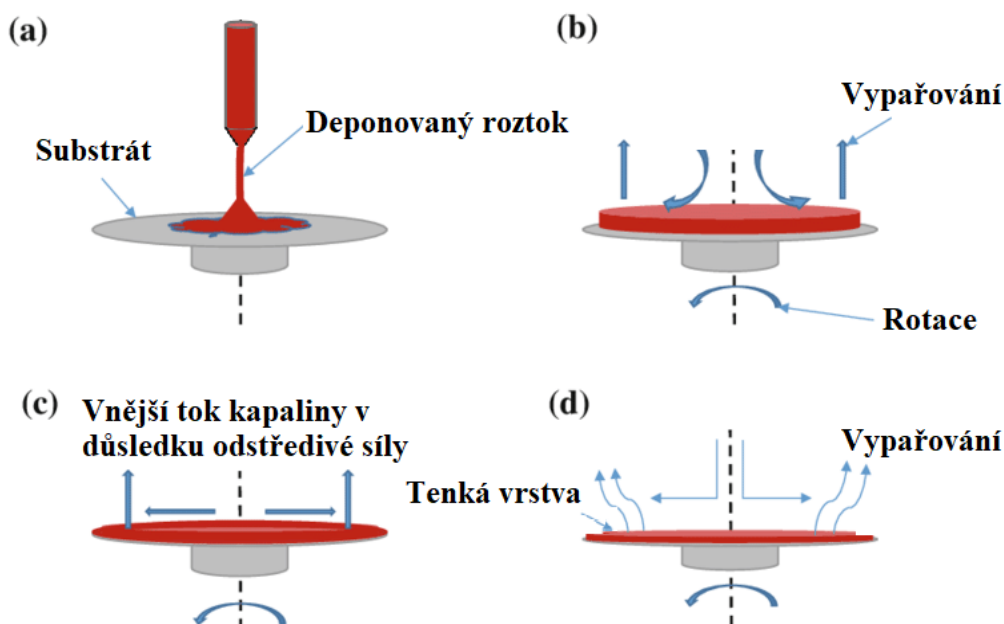 (a)
Deponovaný roztok
Substrát
(b)
Vypařování
Rotace
(c)
Vnější tok kapaliny v
důsledku odstředivé síly
(d)
Vypařování
Tenká vrstva